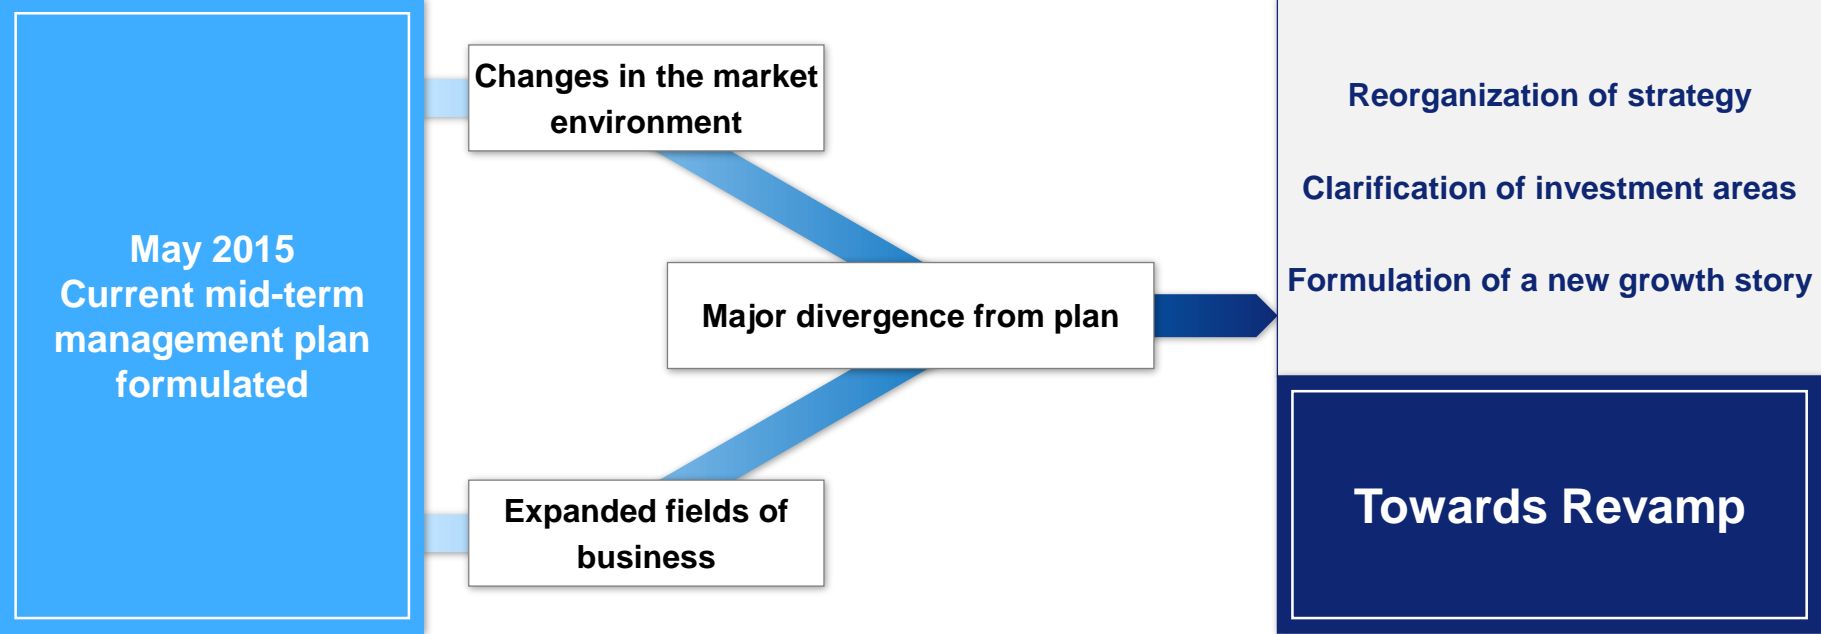 May 2015
Current mid-term
management plan
formulated
Changes in the market
environment
Major divergence from plan
Expanded fields of
business
Reorganization of strategy
Clarification of investment areas
Formulation of a new growth story
Towards Revamp